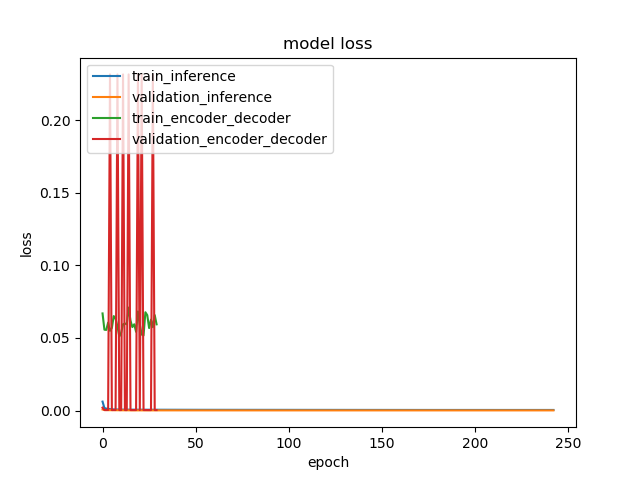 model loss
train_inference
validation_inference
train_encoder_decoder
validation_encoder_decoder
0.20
0.15
0.10
0.05
0.00
loss
0
50
100
150
200
250
epoch